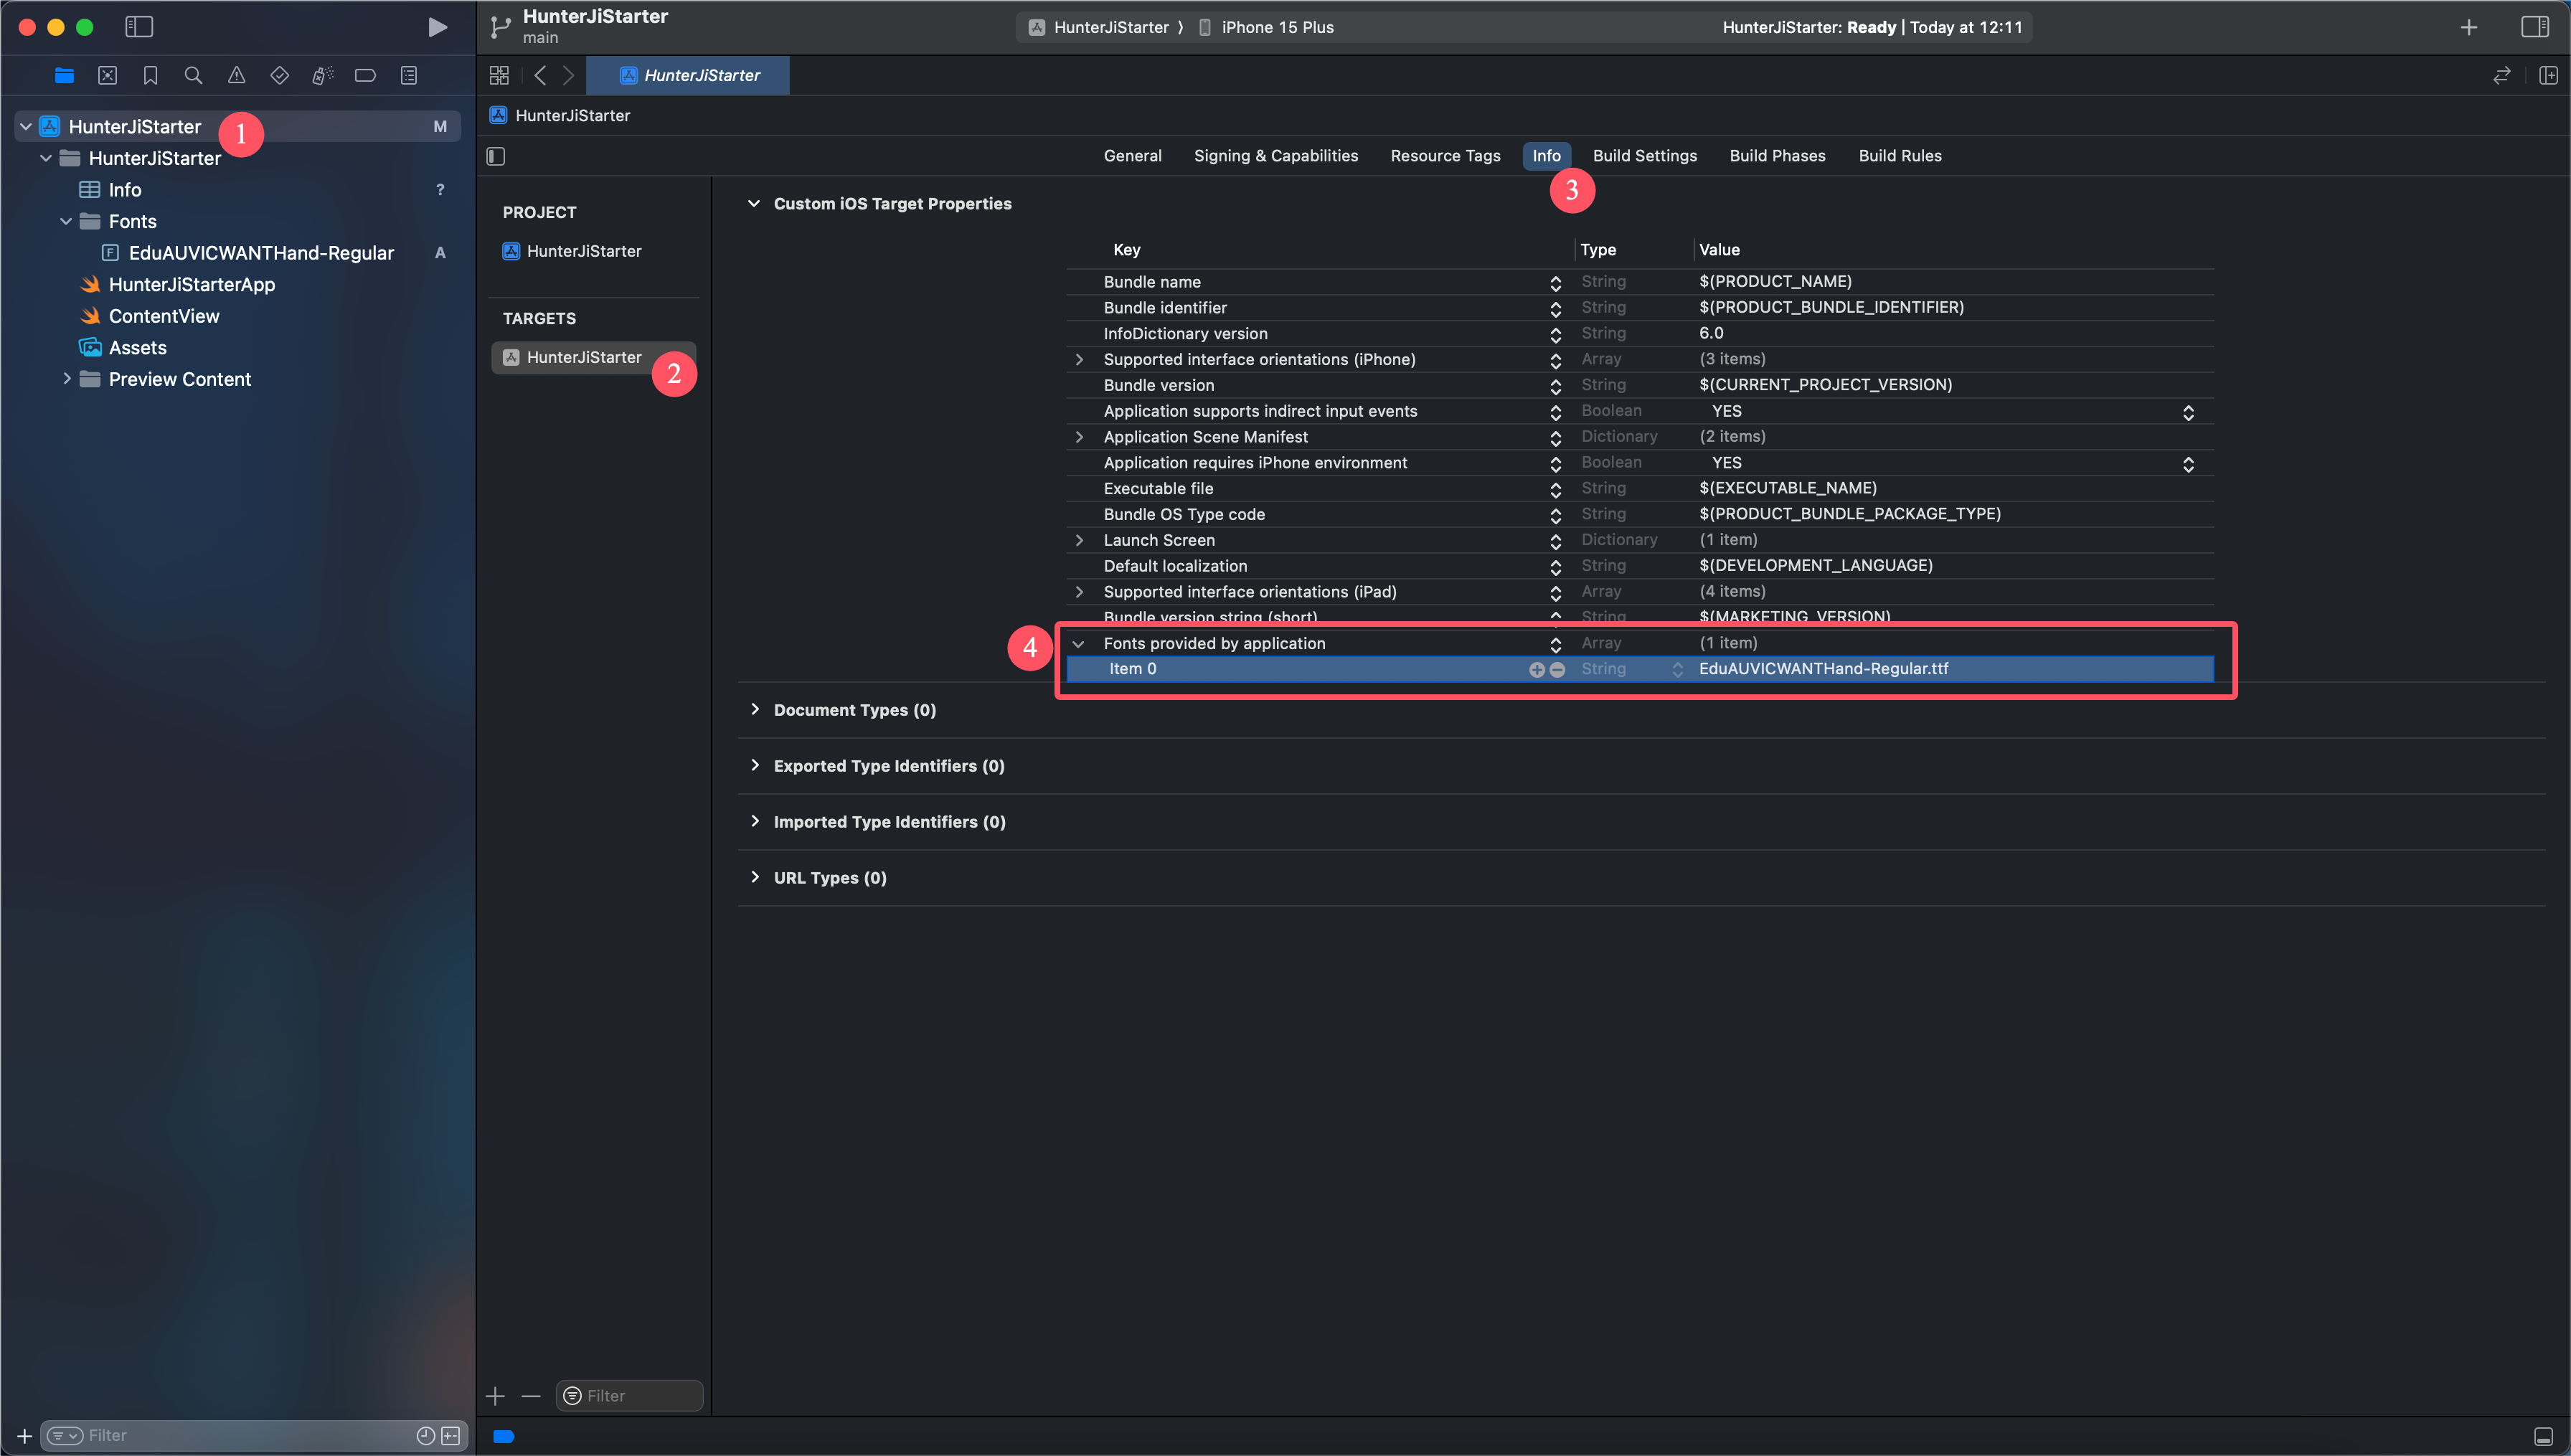 HunterJiStarter
main
HunterJiStarter 〉 iPhone 15 Plus
HunterJiStarter: Ready | Today at 12:11
HunterJiStarter
HunterJiStarter M
1
HunterJiStarter
Info ?
Fonts
EduAUVICWANTHand-Regular A
HunterJiStarterApp
ContentView
Assets
Preview Content
Filter
HunterJiStarter
General Signing & Capabilities Resource Tags Info Build Settings Build Phases Build Rules
3
PROJECT
HunterJiStarter
TARGETS
HunterJiStarter
2
Filter
Custom iOS Target Properties
Key Type Value
Bundle name String $(PRODUCT_NAME)
Bundle identifier String $(PRODUCT_BUNDLE_IDENTIFIER)
InfoDictionary version String 6.0
Supported interface orientations (iPhone) Array (3 items)
Bundle version String $(CURRENT_PROJECT_VERSION)
Application supports indirect input events Boolean YES
Application Scene Manifest Dictionary (2 items)
Application requires iPhone environment Boolean YES
Executable file String $(EXECUTABLE_NAME)
Bundle OS Type code String $(PRODUCT_BUNDLE_PACKAGE_TYPE)
Launch Screen Dictionary (1 item)
Default localization String $(DEVELOPMENT_LANGUAGE)
Supported interface orientations (iPad) Array (4 items)
Bundle version string (short) String $(MARKETING_VERSION)
4
Fonts provided by application Array (1 item)
Item 0 String EduAUVICWANTHand-Regular.ttf
Document Types (0)
Exported Type Identifiers (0)
Imported Type Identifiers (0)
URL Types (0)